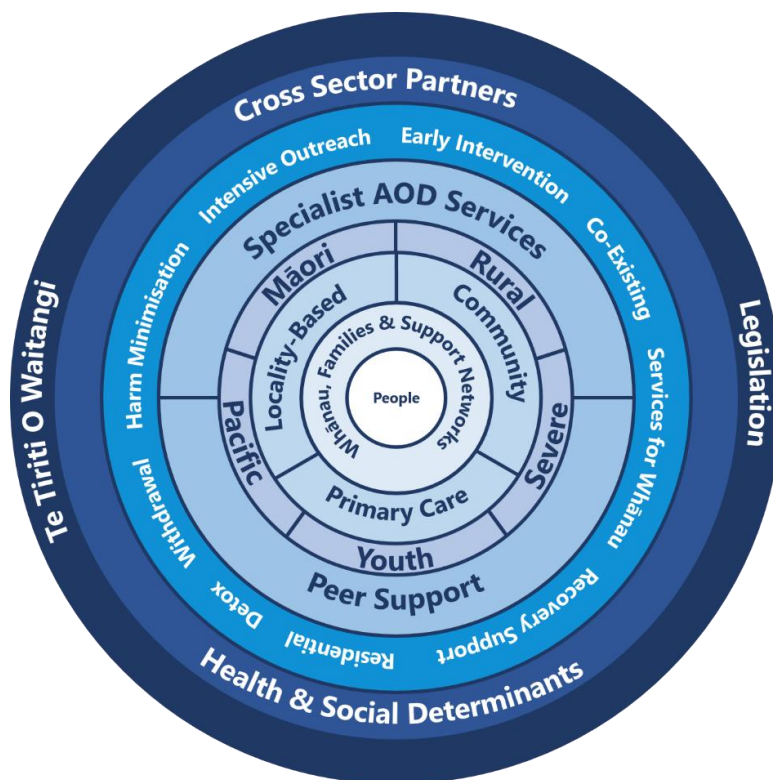 Cross Sector Partners
Te Tiriti O Waitangi
Legislation
Health & Social Determinants
Intensive Outreach
Early Intervention
Co-Existing
Services for Whānau
Recovery Support
Residential
Detox
Withdrawal
Harm Minimisation
Specialist AOD Services
Peer Support
Māori
Rural
Severe
Youth
Pacific
Locality-Based
Community
Primary Care
Whānau, Families & Support Networks
People